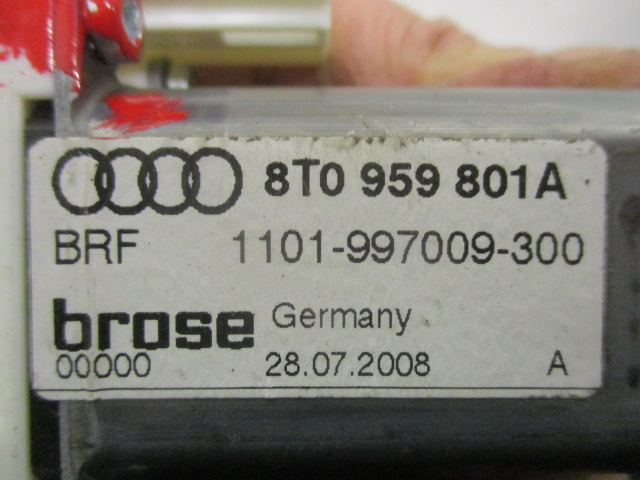 8T0 959 801A
BRF 1101-997009-300
brose Germany
00000 28.07.2008 A